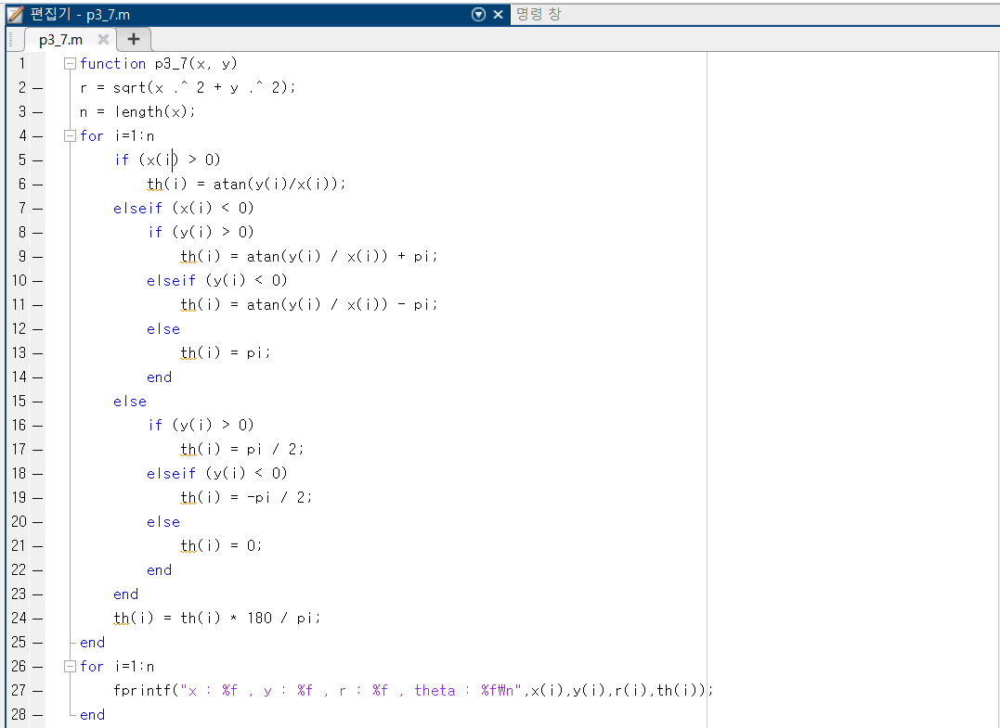 편집기 - p3_7.m
명령 창
p3_7.m
1 function p3_7(x, y)
2 r = sqrt(x .^ 2 + y .^ 2);
3 n = length(x);
4 for i=1:n
5 if (x(i) > 0)
6 th(i) = atan(y(i)/x(i));
7 elseif (x(i) < 0)
8 if (y(i) > 0)
9 th(i) = atan(y(i) / x(i)) + pi;
10 elseif (y(i) < 0)
11 th(i) = atan(y(i) / x(i)) - pi;
12 else
13 th(i) = pi;
14 end
15 else
16 if (y(i) > 0)
17 th(i) = pi / 2;
18 elseif (y(i) < 0)
19 th(i) = -pi / 2;
20 else
21 th(i) = 0;
22 end
23 end
24 th(i) = th(i) * 180 / pi;
25 end
26 for i=1:n
27 fprintf("x : %f , y : %f , r : %f , theta : %f₩n",x(i),y(i),r(i),th(i));
28 end